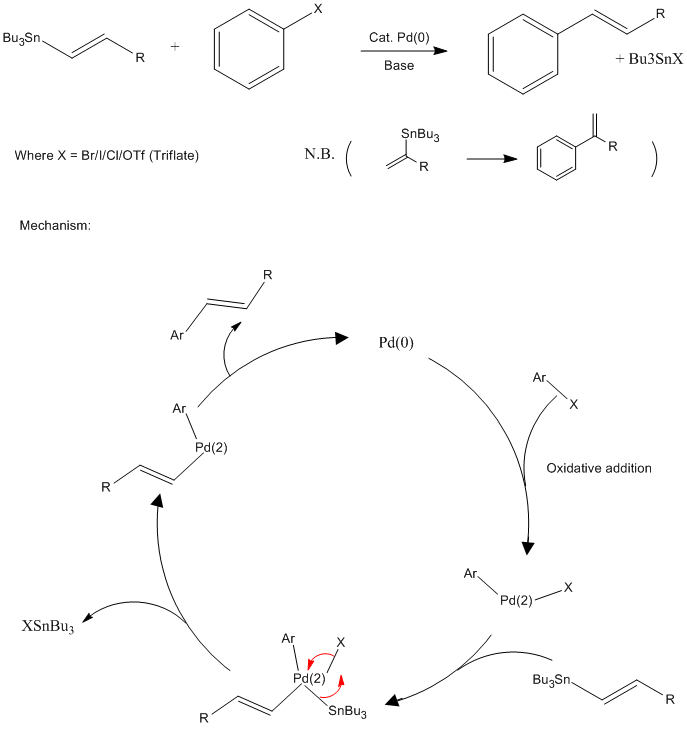 Bu3Sn
R
+
X
Cat. Pd(0)
Base
R
+ Bu3SnX
Where X = Br/I/Cl/OTf (Triflate)
N.B. (
SnBu3
R
R
)
Mechanism:
R
Ar
Pd(0)
Ar
X
Ar
Pd(2)
R
Oxidative addition
Ar
Pd(2)
X
XSnBu3
Ar
X
Pd(2)
R
SnBu3
Bu3Sn
R